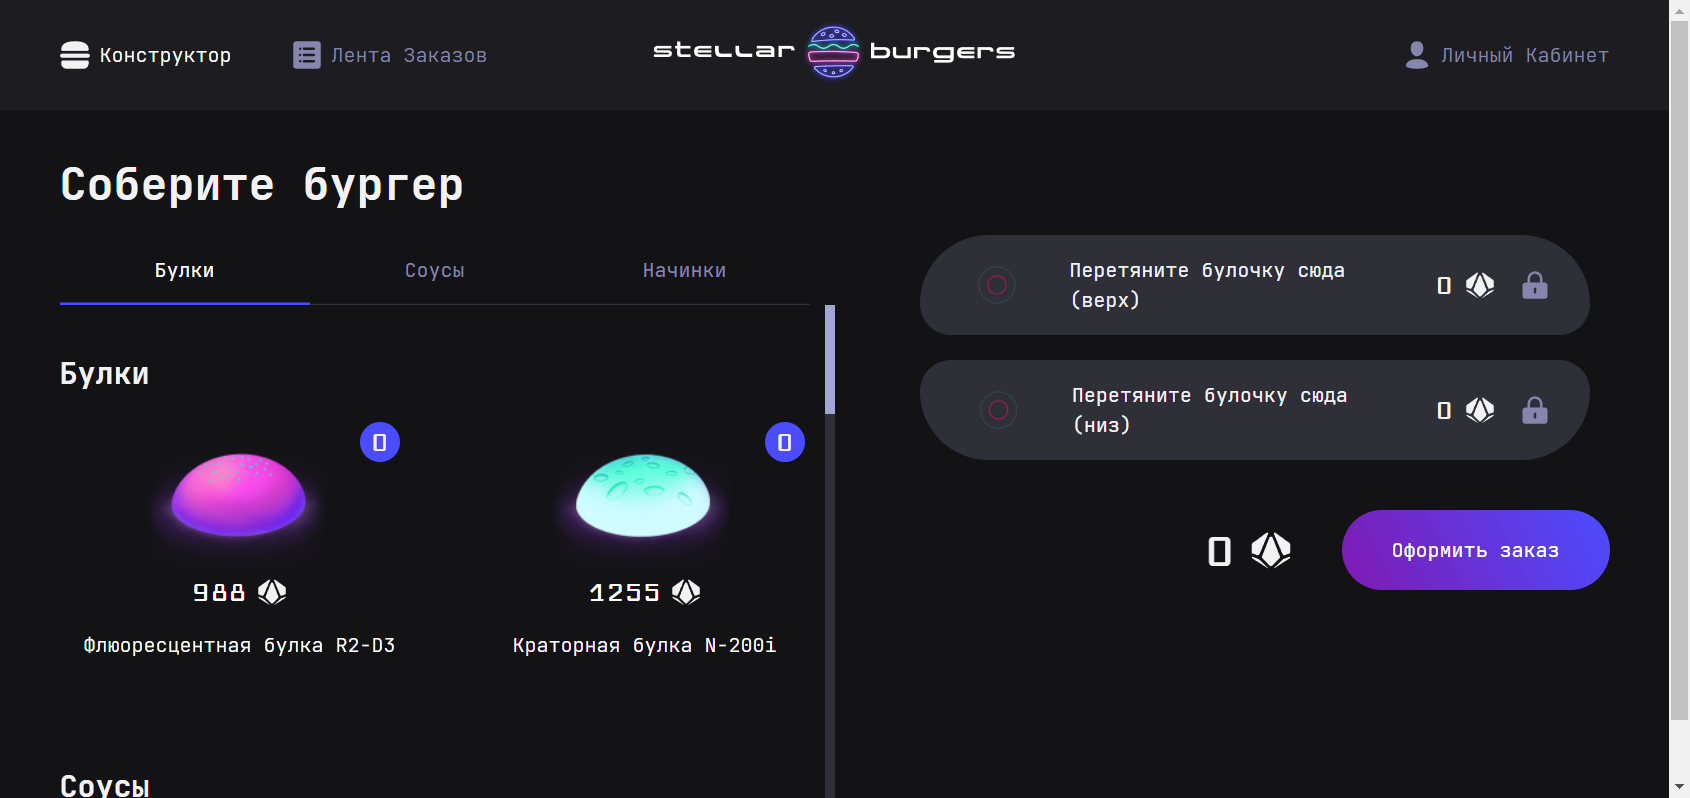 Конструктор
Лента Заказов
stellar burgers
Личный Кабинет
Соберите бургер
Булки
Соусы
Начинки
Булки
0
0
988
1255
Флюоресцентная булка R2-D3
Краторная булка N-200i
Соусы
Перетяните булочку сюда
(верх)
0
Перетяните булочку сюда
(низ)
0
0
Оформить заказ